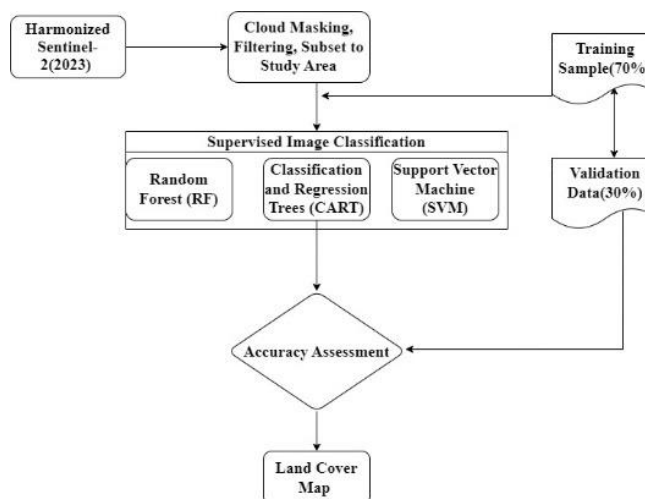 Harmonized
Sentinel-
2(2023)
Cloud Masking,
Filtering, Subset to
Study Area
Training
Sample(70%
Supervised Image Classification
Random
Forest (RF)
Classification
and Regression
Trees (CART)
Support Vector
Machine
(SVM)
Validation
Data(30%)
Accuracy Assessment
Land Cover
Map